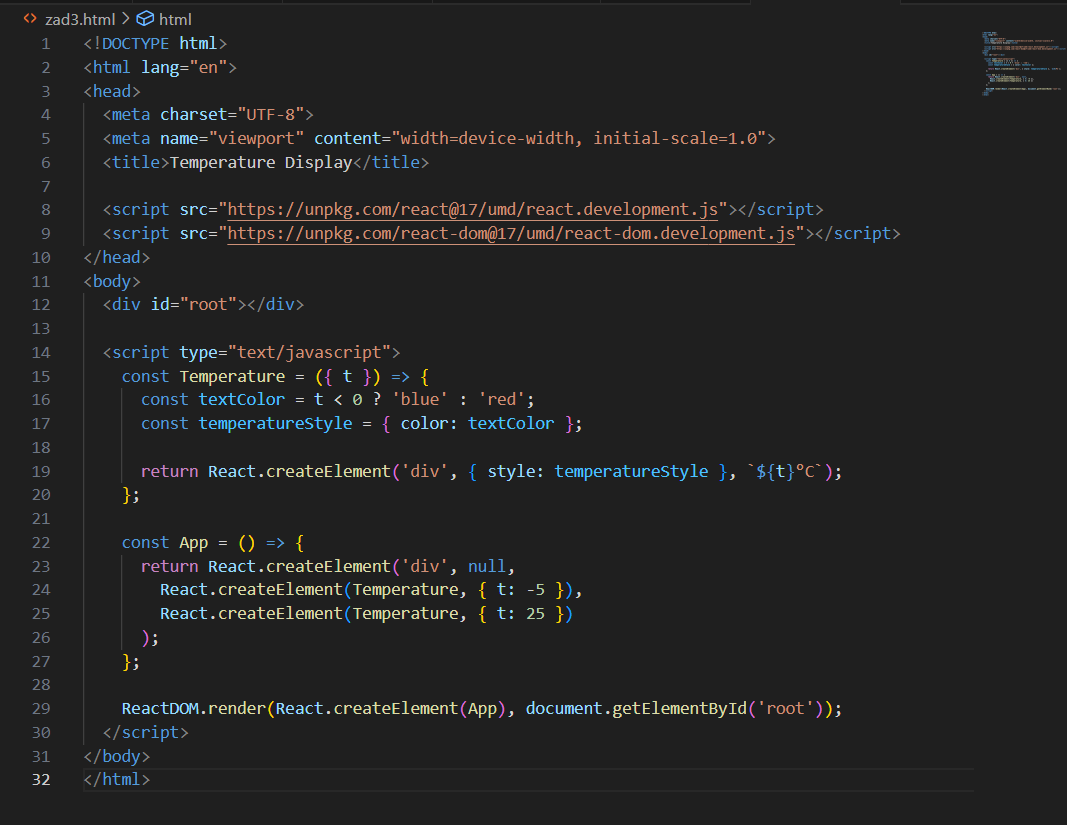 zad3.html > html
1 <!DOCTYPE html>
2 <html lang="en">
3 <head>
4   <meta charset="UTF-8">
5   <meta name="viewport" content="width=device-width, initial-scale=1.0">
6   <title>Temperature Display</title>
7
8   <script src="https://unpkg.com/react@17/umd/react.development.js"></script>
9   <script src="https://unpkg.com/react-dom@17/umd/react-dom.development.js"></script>
10 </head>
11 <body>
12   <div id="root"></div>
13
14   <script type="text/javascript">
15     const Temperature = ({ t }) => {
16       const textColor = t < 0 ? 'blue' : 'red';
17       const temperatureStyle = { color: textColor };
18
19       return React.createElement('div', { style: temperatureStyle }, `${t}°C`);
20     };
21
22     const App = () => {
23       return React.createElement('div', null,
24         React.createElement(Temperature, { t: -5 }),
25         React.createElement(Temperature, { t: 25 })
26       );
27     };
28
29     ReactDOM.render(React.createElement(App), document.getElementById('root'));
30   </script>
31 </body>
32 </html>